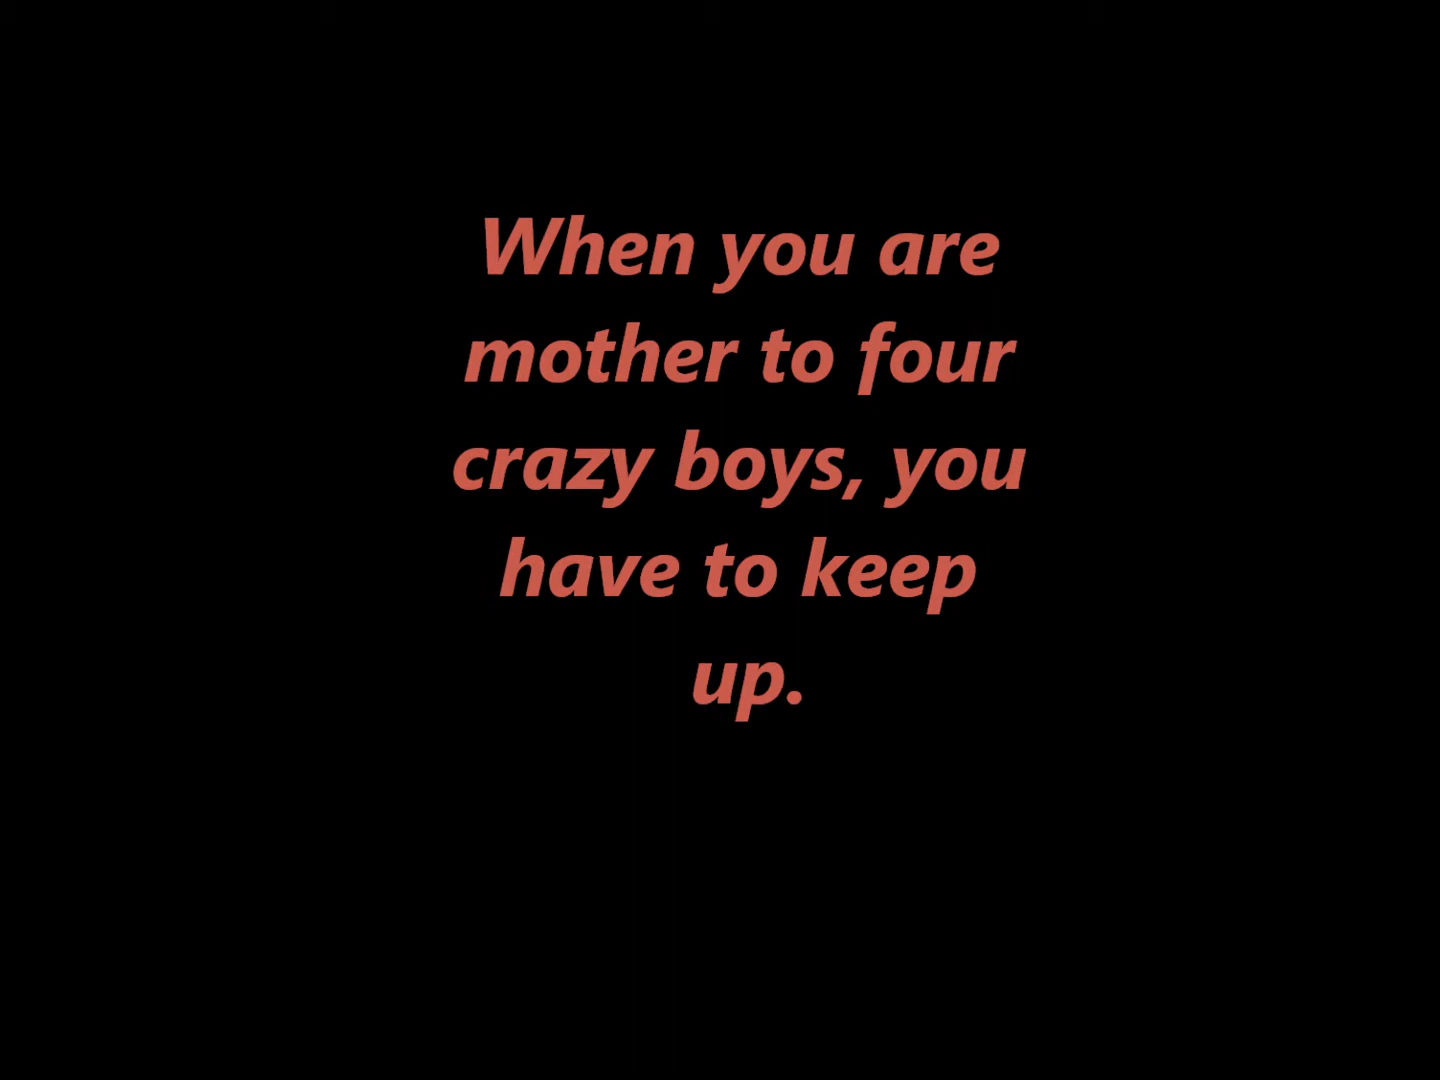 When you are
mother to four
crazy boys, you
have to keep
up.